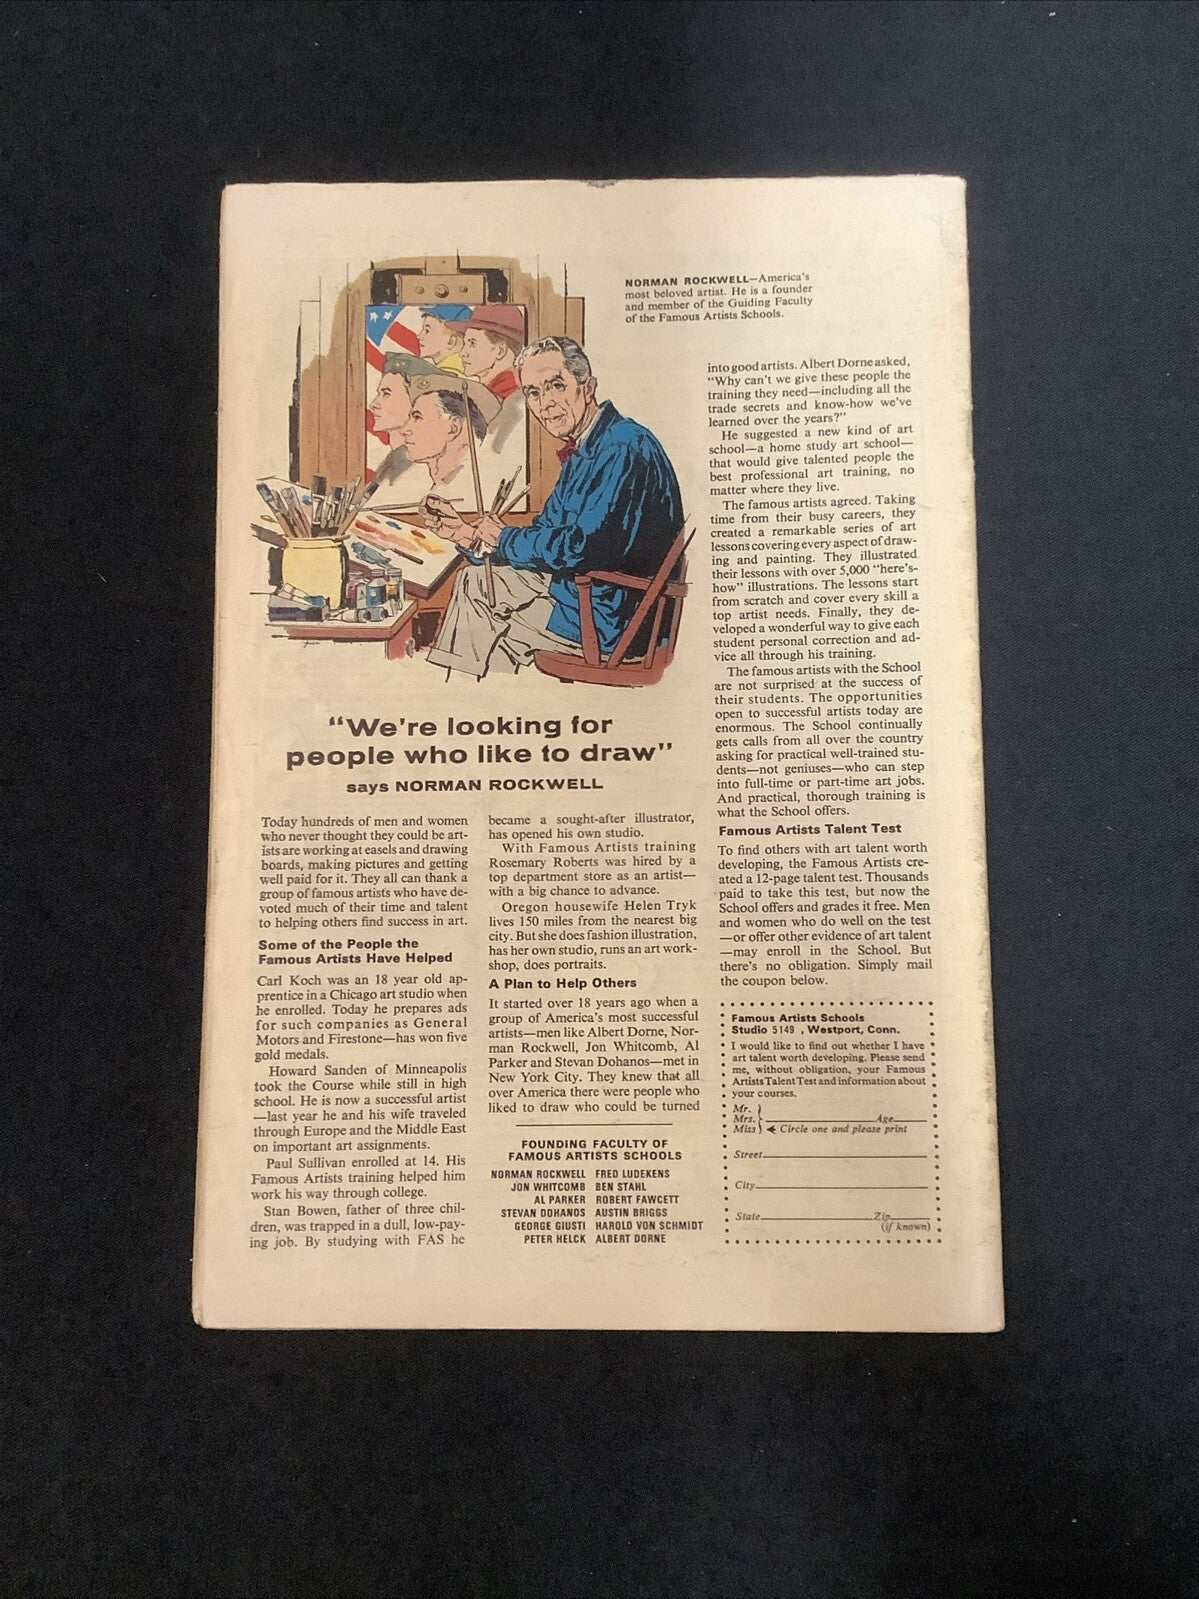 NORMAN ROCKWELL—America's
most beloved artist. He is a founder
and member of the Guiding Faculty
of the Famous Artists Schools.
"We're looking for
people who like to draw"
says NORMAN ROCKWELL
Today hundreds of men and women
who never thought they could be art-
ists are working at easels and drawing
boards, making pictures and getting
well paid for it. They all can thank a
group of famous artists who have de-
voted much of their time and talent
to helping others find success in art.
Some of the People the
Famous Artists Have Helped
Carl Koch was an 18 year old ap-
prentice in a Chicago art studio when
he enrolled. Today he prepares ads
for such companies as General
Motors and Firestone—has won five
gold medals.
Howard Sanden of Minneapolis
took the Course while still in high
school. He is now a successful artist
—last year he and his wife traveled
through Europe and the Middle East
on important art assignments.
Paul Sullivan enrolled at 14. His
Famous Artists training helped him
work his way through college.
Stan Bowen, father of three chil-
dren, was trapped in a dull, low-pay-
ing job. By studying with FAS he
became a sought-after illustrator,
has opened his own studio.
With Famous Artists training
Rosemary Roberts was hired by a
top department store as an artist—
with a big chance to advance.
Oregon housewife Helen Tryk
lives 150 miles from the nearest big
city. But she does fashion illustration,
has her own studio, runs an art work-
shop, does portraits.
A Plan to Help Others
It started over 18 years ago when a
group of America's most successful
artists—men like Albert Dorne, Nor-
man Rockwell, Jon Whitcomb, Al
Parker and Stevan Dohanos—met in
New York City. They knew that all
over America there were people who
liked to draw who could be turned
FOUNDING FACULTY OF
FAMOUS ARTISTS SCHOOLS
NORMAN ROCKWELL FRED LUDEKENS
JON WHITCOMB BEN STAHL
AL PARKER ROBERT FAWCETT
STEVAN DOHANOS AUSTIN BRIGGS
GEORGE GIUSTI HAROLD VON SCHMIDT
PETER HELCK ALBERT DORNE
into good artists. Albert Dorne asked,
"Why can't we give these people the
training they need—including all the
trade secrets and know-how we've
learned over the years?"
He suggested a new kind of art
school—a home study art school—
that would give talented people the
best professional art training, no
matter where they live.
The famous artists agreed. Taking
time from their busy careers, they
created a remarkable series of art
lessons covering every aspect of draw-
ing and painting. They illustrated
their lessons with over 5,000 "here's-
how" illustrations. The lessons start
from scratch and cover every skill a
top artist needs. Finally, they de-
veloped a wonderful way to give each
student personal correction and ad-
vice all through his training.
The famous artists with the School
are not surprised at the success of
their students. The opportunities
open to successful artists today are
enormous. The School continually
gets calls from all over the country
asking for practical well-trained stu-
dents—not geniuses—who can step
into full-time or part-time art jobs.
And practical, thorough training is
what the School offers.
Famous Artists Talent Test
To find others with art talent worth
developing, the Famous Artists cre-
ated a 12-page talent test. Thousands
paid to take this test, but now the
School offers and grades it free. Men
and women who do well on the test
—or offer other evidence of art talent
—may enroll in the School. But
there's no obligation. Simply mail
the coupon below.
Famous Artists Schools
Studio 5149 , Westport, Conn.
I would like to find out whether I have
art talent worth developing. Please send
me, without obligation, your Famous
Artists Talent Test and information about
your courses.
Mr.
Mrs. Age
Miss Circle one and please print
Street
City
State Zip
(if known)